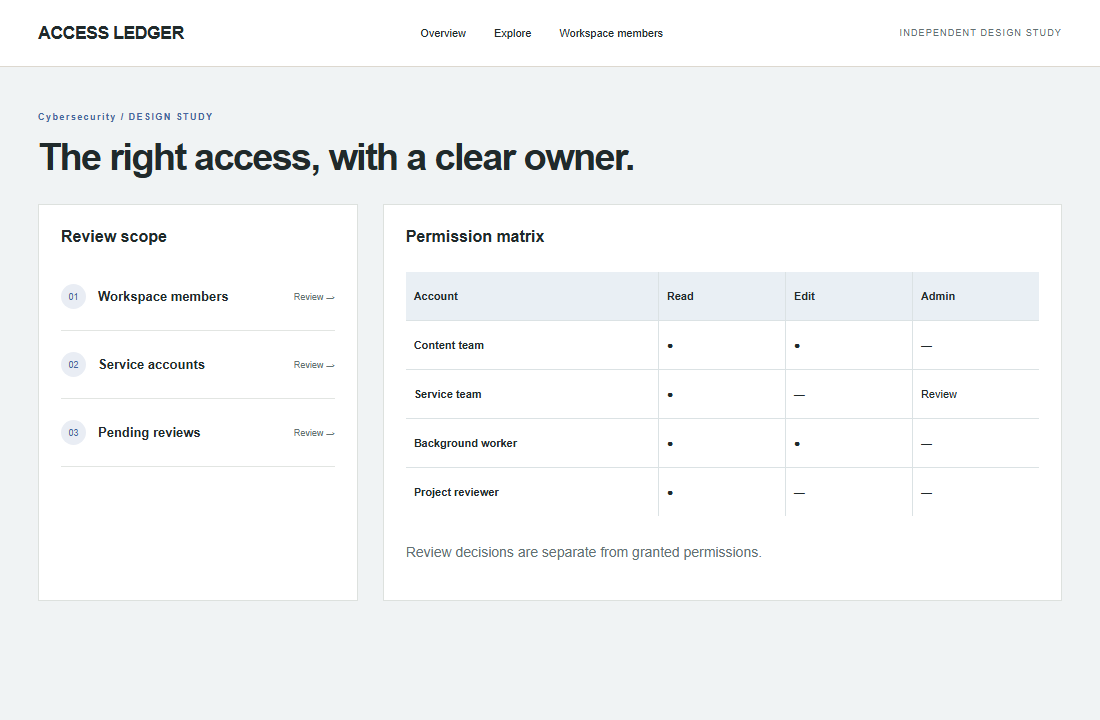 ACCESS LEDGER
Overview Explore Workspace members
INDEPENDENT DESIGN STUDY
Cybersecurity / DESIGN STUDY
The right access, with a clear owner.
Review scope
01 Workspace members Review →
02 Service accounts Review →
03 Pending reviews Review →
Permission matrix
Account Read Edit Admin
Content team ● ● —
Service team ● — Review
Background worker ● ● —
Project reviewer ● — —
Review decisions are separate from granted permissions.